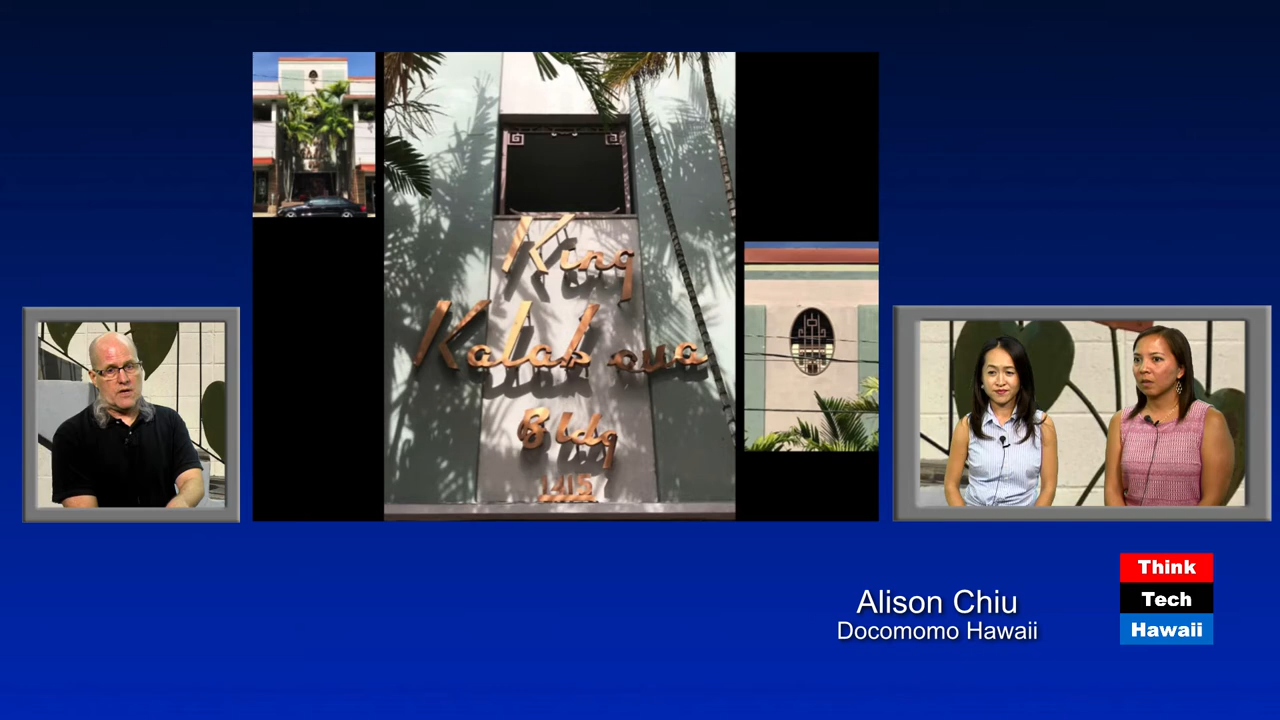 King
Kalakaua
Bldg
1415
Alison Chiu
Docomomo Hawaii
Think
Tech
Hawaii